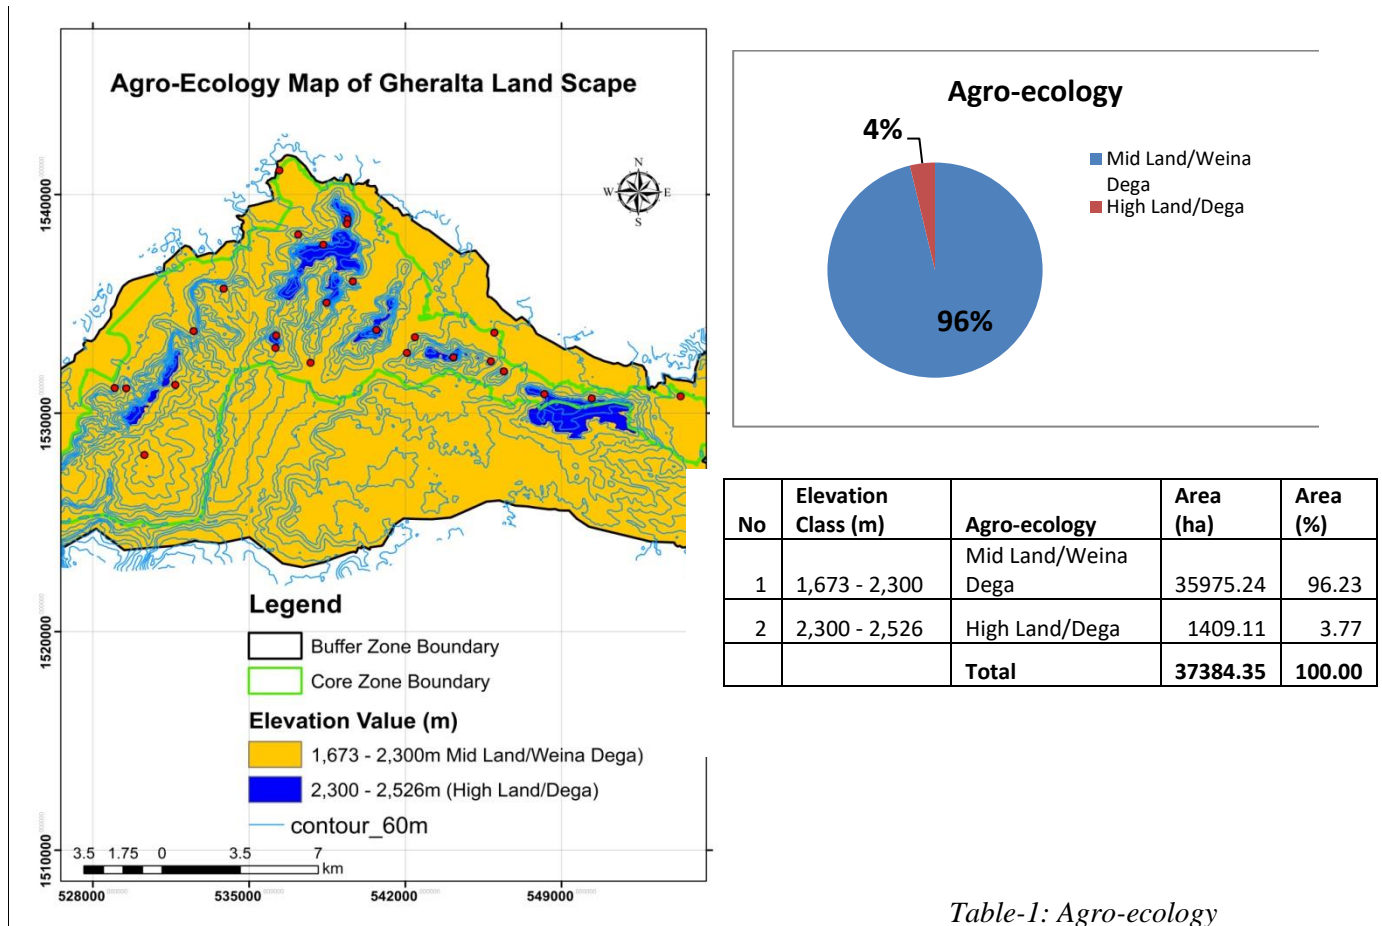 Agro-Ecology Map of Gheralta Land Scape
N
W E
S
1540000
1530000
1520000
1510000
Legend
Buffer Zone Boundary
Core Zone Boundary
Elevation Value (m)
1,673 - 2,300m Mid Land/Weina Dega)
2,300 - 2,526m (High Land/Dega)
contour_60m
3.5 1.75 0 3.5 7
km
528000 535000 542000 549000
Agro-ecology
4%
96%
Mid Land/Weina
Dega
High Land/Dega
No Elevation Class (m) Agro-ecology Area (ha) Area (%)
1 1,673 - 2,300 Mid Land/Weina Dega 35975.24 96.23
2 2,300 - 2,526 High Land/Dega 1409.11 3.77
Total 37384.35 100.00
Table-1: Agro-ecology